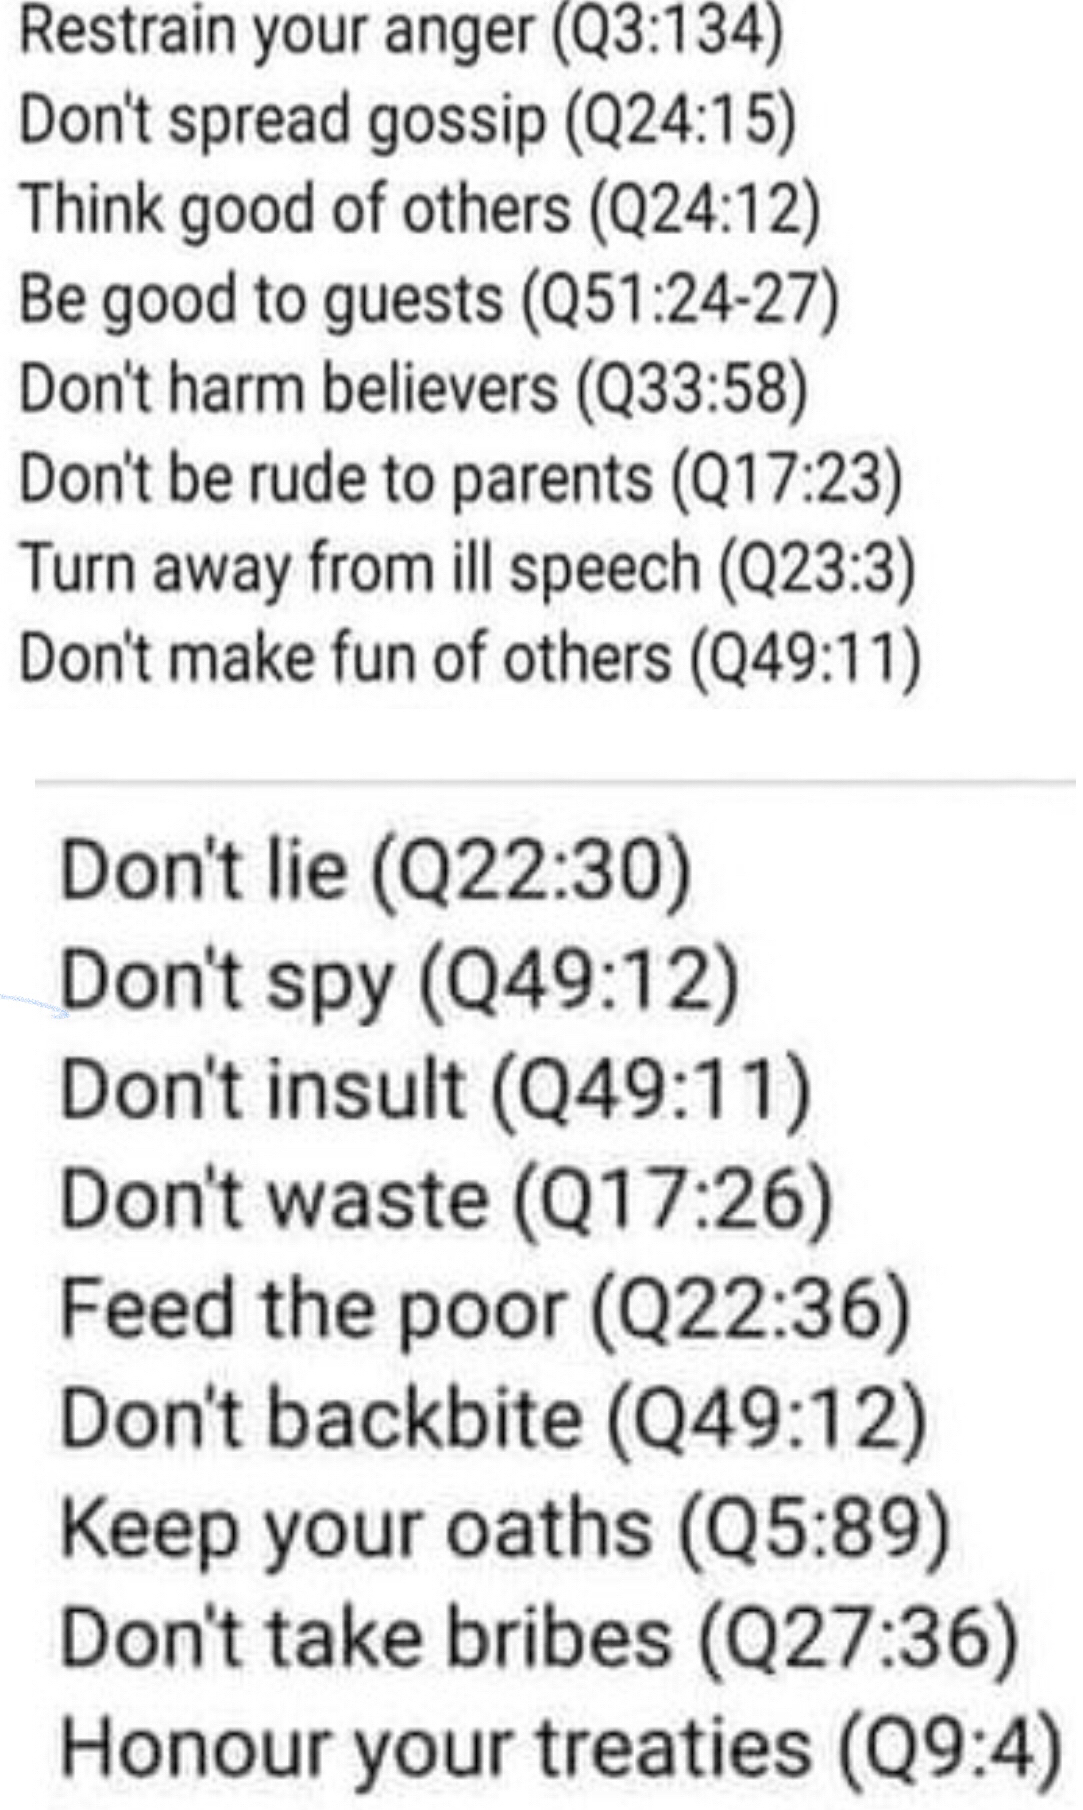 Restrain your anger (Q3:134)
Don't spread gossip (Q24:15)
Think good of others (Q24:12)
Be good to guests (Q51:24-27)
Don't harm believers (Q33:58)
Don't be rude to parents (Q17:23)
Turn away from ill speech (Q23:3)
Don't make fun of others (Q49:11)
Don't lie (Q22:30)
Don't spy (Q49:12)
Don't insult (Q49:11)
Don't waste (Q17:26)
Feed the poor (Q22:36)
Don't backbite (Q49:12)
Keep your oaths (Q5:89)
Don't take bribes (Q27:36)
Honour your treaties (Q9:4)